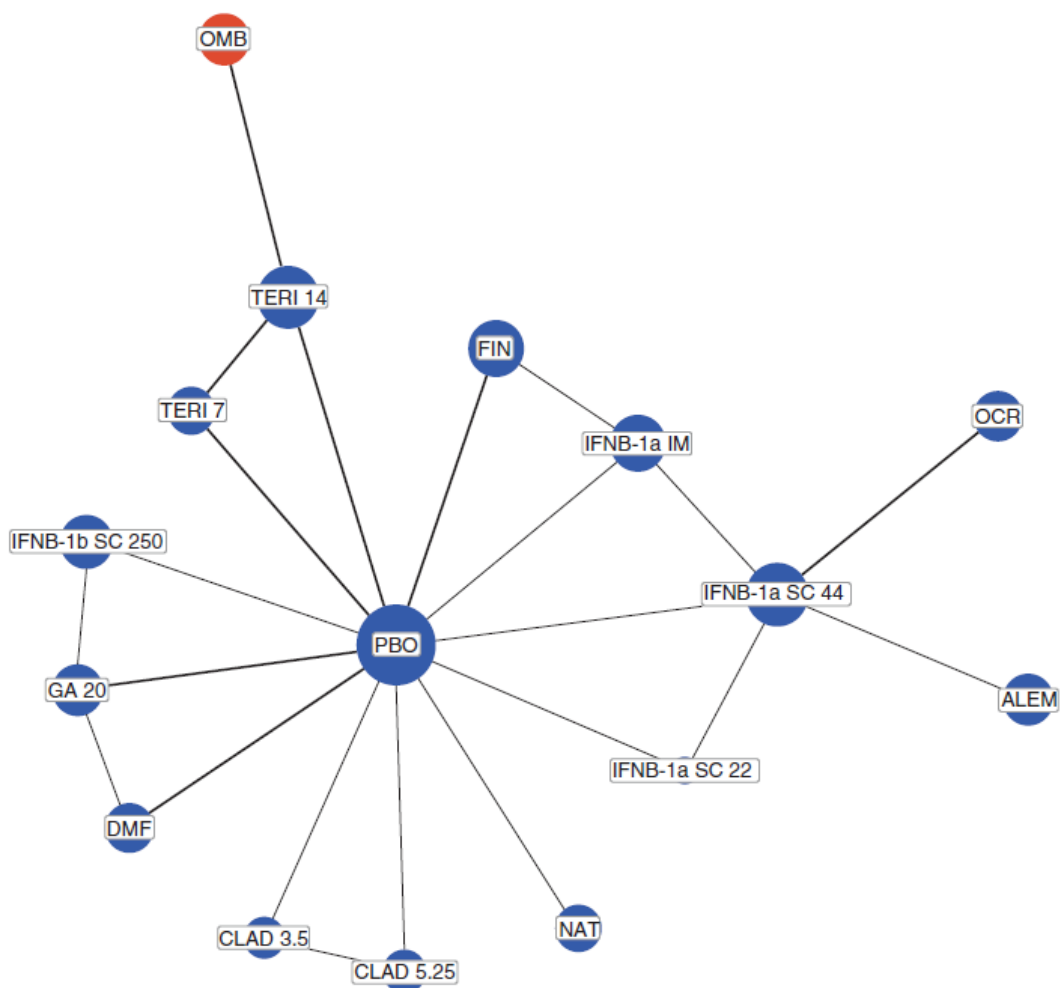 OMB
TERI 14
FIN
TERI 7
OCR
IFNB-1a IM
IFNB-1b SC 250
IFNB-1a SC 44
PBO
GA 20
ALEM
IFNB-1a SC 22
DMF
NAT
CLAD 3.5
CLAD 5.25